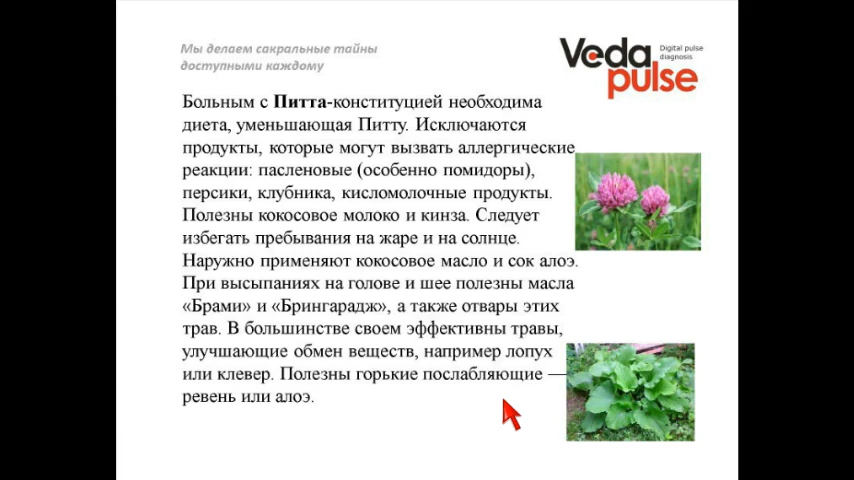 Мы делаем сакральные тайны
доступными каждому
Veda
pulse
Digital pulse
diagnosis
Больным с Питта-конституцией необходима
диета, уменьшающая Питту. Исключаются
продукты, которые могут вызвать аллергические
реакции: пасленовые (особенно помидоры),
персики, клубника, кисломолочные продукты.
Полезны кокосовое молоко и кинза. Следует
избегать пребывания на жаре и на солнце.
Наружно применяют кокосовое масло и сок алоэ.
При высыпаниях на голове и шее полезны масла
«Брами» и «Брингарадж», а также отвары этих
трав. В большинстве своем эффективны травы,
улучшающие обмен веществ, например лопух
или клевер. Полезны горькие послабляющие —
ревень или алоэ.